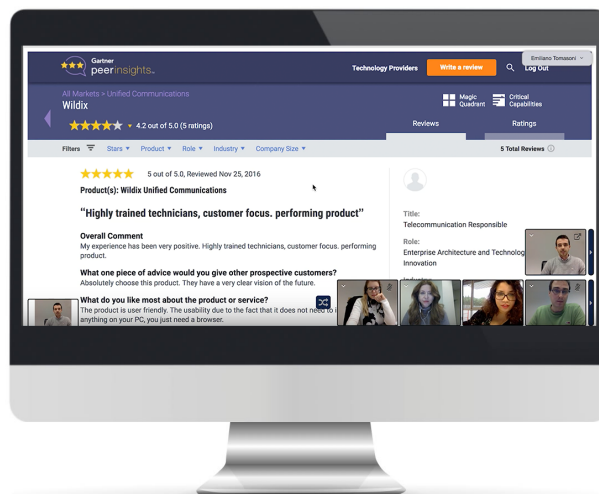 Gartner
peerinsights™
Technology Providers
Write a review
Log Out
Emiliano Tomasoni
All Markets » Unified Communications
Wildix
Magic Quadrant
Critical Capabilities
4.2 out of 5.0 (5 ratings)
Reviews
Ratings
Filters
Stars
Product
Role
Industry
Company Size
5 Total Reviews
5 out of 5.0, Reviewed Nov 25, 2016
Product(s): Wildix Unified Communications
“Highly trained technicians, customer focus. performing product”
Overall Comment
My experience has been very positive. Highly trained technicians, customer focus. performing
product.
What one piece of advice would you give other prospective customers?
Absolutely choose this product. They have a very clear vision of the future.
What do you like most about the product or service?
The product is user friendly. The usability due to the fact that it does not need to
anything on your PC, you just need a browser.
Title:
Telecommunication Responsible
Role:
Enterprise Architecture and Technolog
Innovation